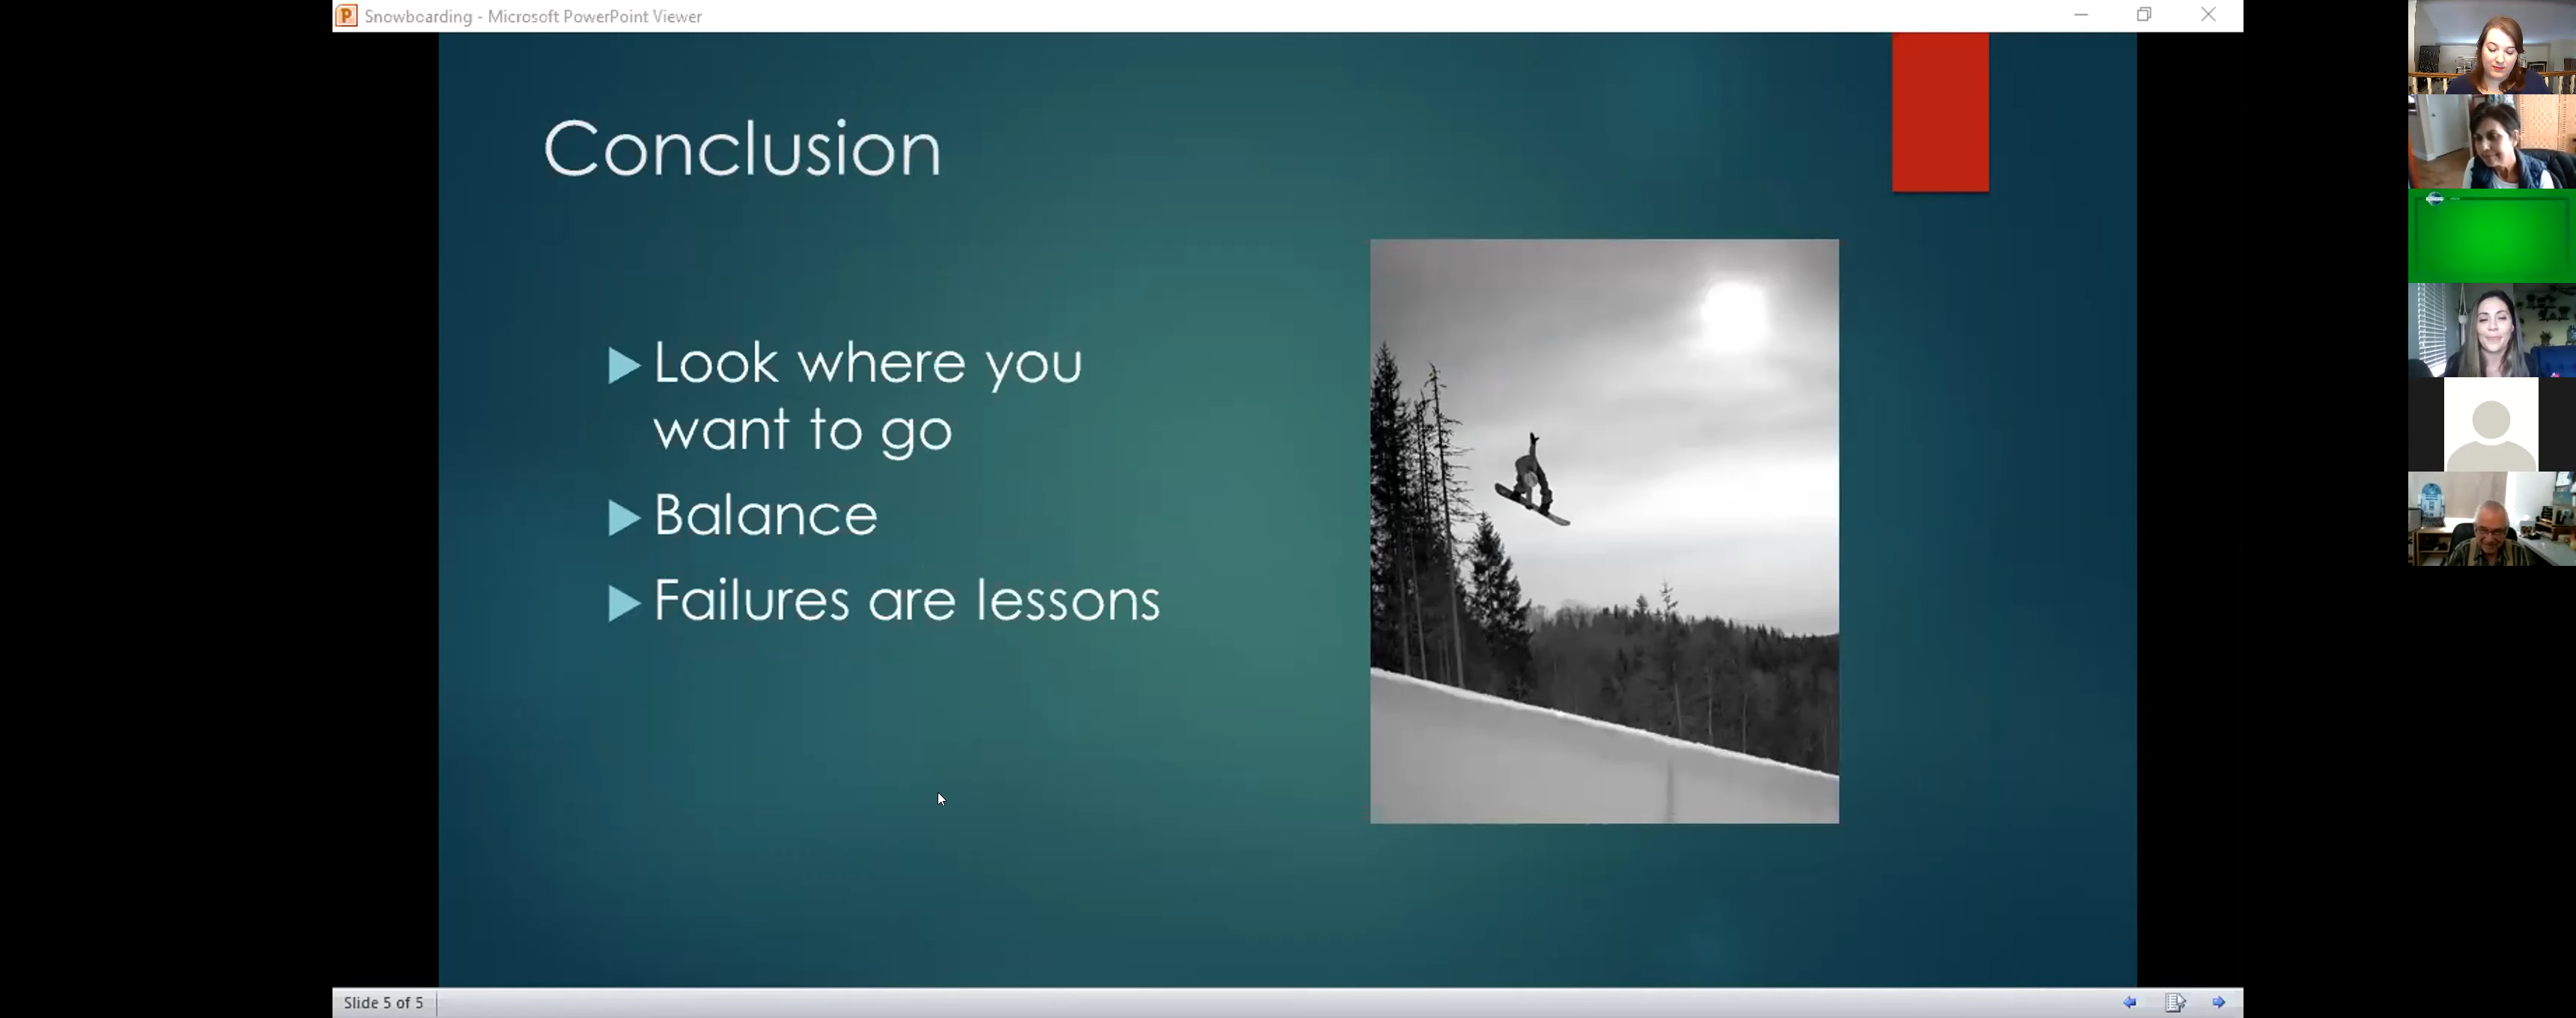 Snowboarding - Microsoft PowerPoint Viewer
Conclusion
Look where you
want to go
Balance
Failures are lessons
Slide 5 of 5